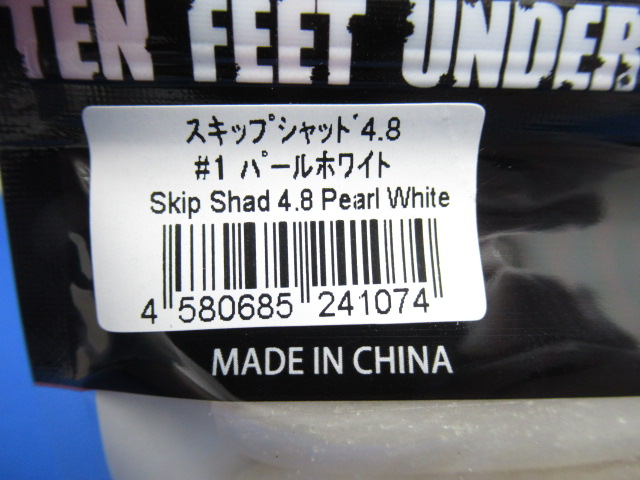 TEN FEET UNDER
スキップシャッド4.8
#1 パールホワイト
Skip Shad 4.8 Pearl White
4 580685 241074
MADE IN CHINA